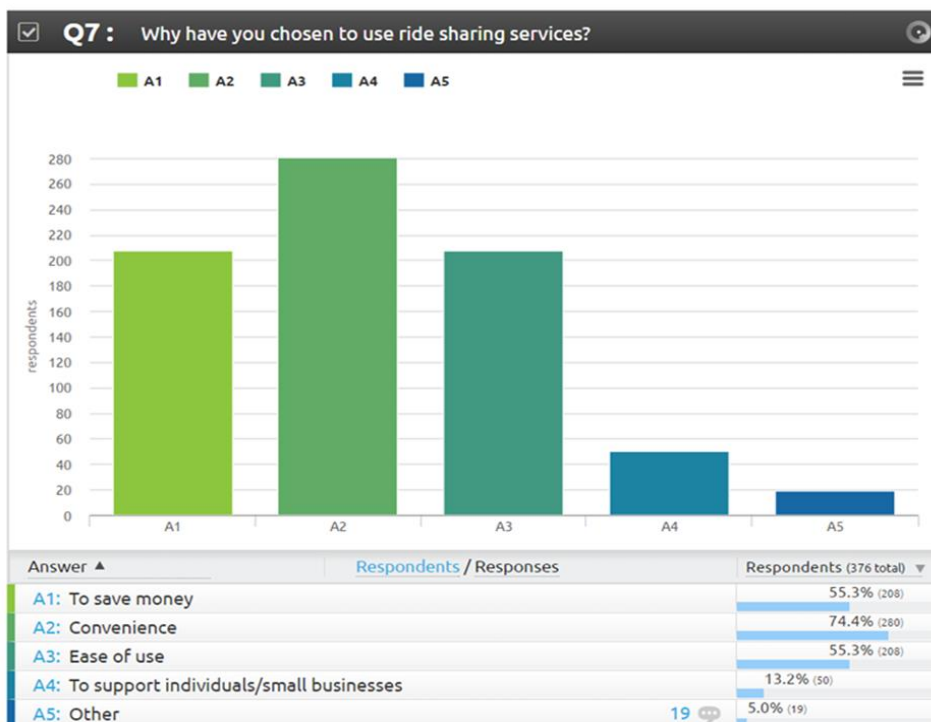 Q7 : Why have you chosen to use ride sharing services?
A1 A2 A3 A4 A5
280
260
240
220
200
180
160
140
120
100
80
60
40
20
0
respondents
A1 A2 A3 A4 A5
Answer ▲ Respondents / Responses Respondents (376 total) ▼
A1: To save money 55.3% (208)
A2: Convenience 74.4% (280)
A3: Ease of use 55.3% (208)
A4: To support individuals/small businesses 13.2% (50)
A5: Other 19 5.0% (19)